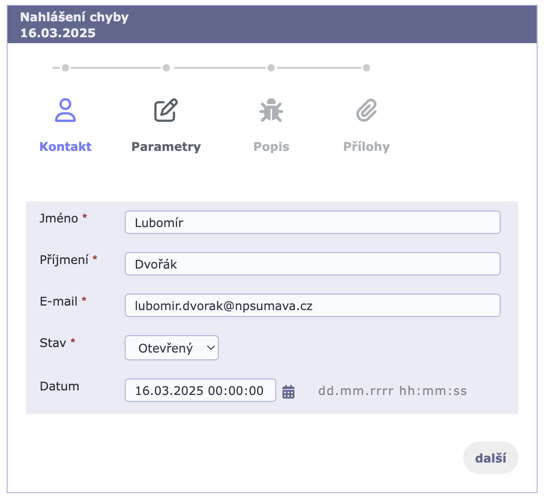 Nahlášení chyby
16.03.2025
Kontakt Parametry Popis Přílohy
Jméno * Lubomír
Příjmení * Dvořák
E-mail * lubomir.dvorak@npsumava.cz
Stav * Otevřený
Datum 16.03.2025 00:00:00 dd.mm.rrrr hh:mm:ss
další